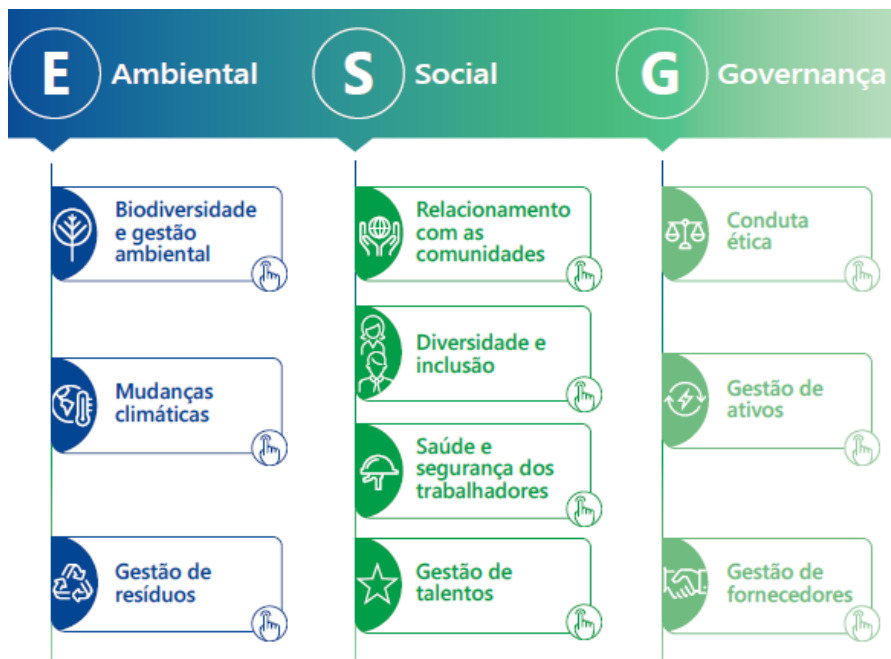 E Ambiental
S Social
G Governança
Biodiversidade
e gestão
ambiental
Mudanças
climáticas
Gestão de
resíduos
Relacionamento
com as
comunidades
Diversidade e
inclusão
Saúde e
segurança dos
trabalhadores
Gestão de
talentos
Conduta
ética
Gestão de
ativos
Gestão de
fornecedores